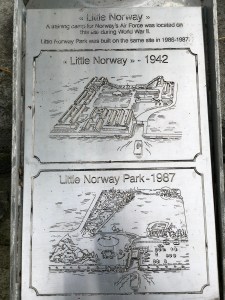 « Little Norway »
A training camp for Norway's Air Force was located on
this site during World War II.
Little Norway Park was built on the same site in 1986-1987.
« Little Norway » - 1942
Little Norway Park - 1987